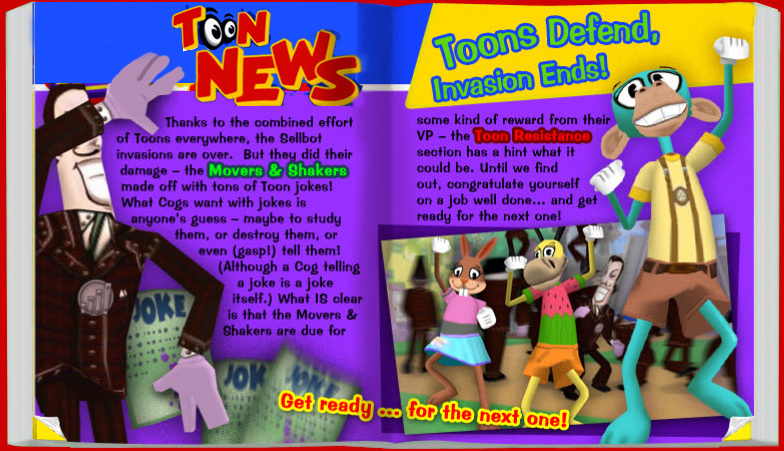 TOON
NEWS
Toons Defend,
Invasion Ends!
Thanks to the combined effort
of Toons everywhere, the Sellbot
invasions are over. But they did their
damage – the Movers & Shakers
made off with tons of Toon jokes!
What Cogs want with jokes is
anyone's guess – maybe to study
them, or destroy them, or
even (gasp!) tell them!
(Although a Cog telling
a joke is a joke
itself.) What IS clear
is that the Movers &
Shakers are due for
some kind of reward from their
VP – the Toon Resistance
section has a hint what it
could be. Until we find
out, congratulate yourself
on a job well done... and get
ready for the next one!
JOKE
JOKE
JOKE
Get ready ... for the next one!